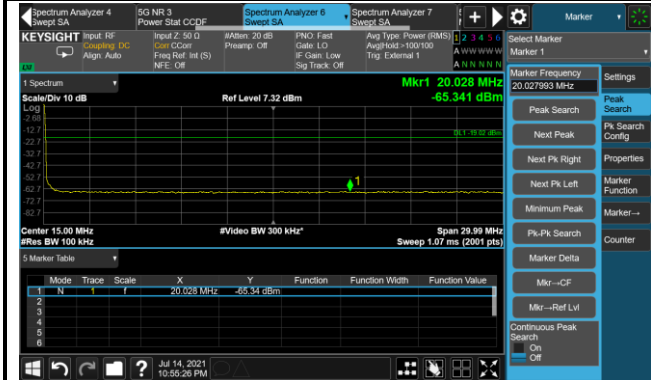 Spectrum Analyzer 4
Swept SA
5G NR 3
Power Stat CCDF
Spectrum Analyzer 6
Swept SA
Spectrum Analyzer 7
Swept SA
Marker
KEYSIGHT
Input: RF
Coupling: DC
Align: Auto
Input Z: 50 Ω
Corr CCorr
Freq Ref: Int (S)
NFE: Off
#Atten: 20 dB
Preamp: Off
PNO: Fast
Gate: LO
IF Gain: Low
Sig Track: Off
Avg Type: Power (RMS)
Avg|Hold:>100/100
Trig: External 1
1 2 3 4 5 6
A W W W W W
A N N N N N
Select Marker
Marker 1
1 Spectrum
Scale/Div 10 dB
Log
Ref Level 7.32 dBm
Mkr1 20.028 MHz
-65.341 dBm
-2.68
-12.7
-22.7
-32.7
-42.7
-52.7
-62.7
-72.7
-82.7
DL1 -19.02 dBm
1
Center 15.00 MHz
#Res BW 100 kHz
#Video BW 300 kHz*
Span 29.99 MHz
Sweep 1.07 ms (2001 pts)
5 Marker Table
Mode Trace Scale X Y Function Function Width Function Value
1 N 1 f 20.028 MHz -65.34 dBm
2
3
4
5
6
Marker Frequency
20.027993 MHz
Peak Search
Next Peak
Next Pk Right
Next Pk Left
Minimum Peak
Pk-Pk Search
Marker Delta
Mkr→CF
Mkr→Ref Lvl
Continuous Peak
Search
On
Off
Settings
Peak
Search
Pk Search
Config
Properties
Marker
Function
Marker→
Counter
Jul 14, 2021
10:55:26 PM